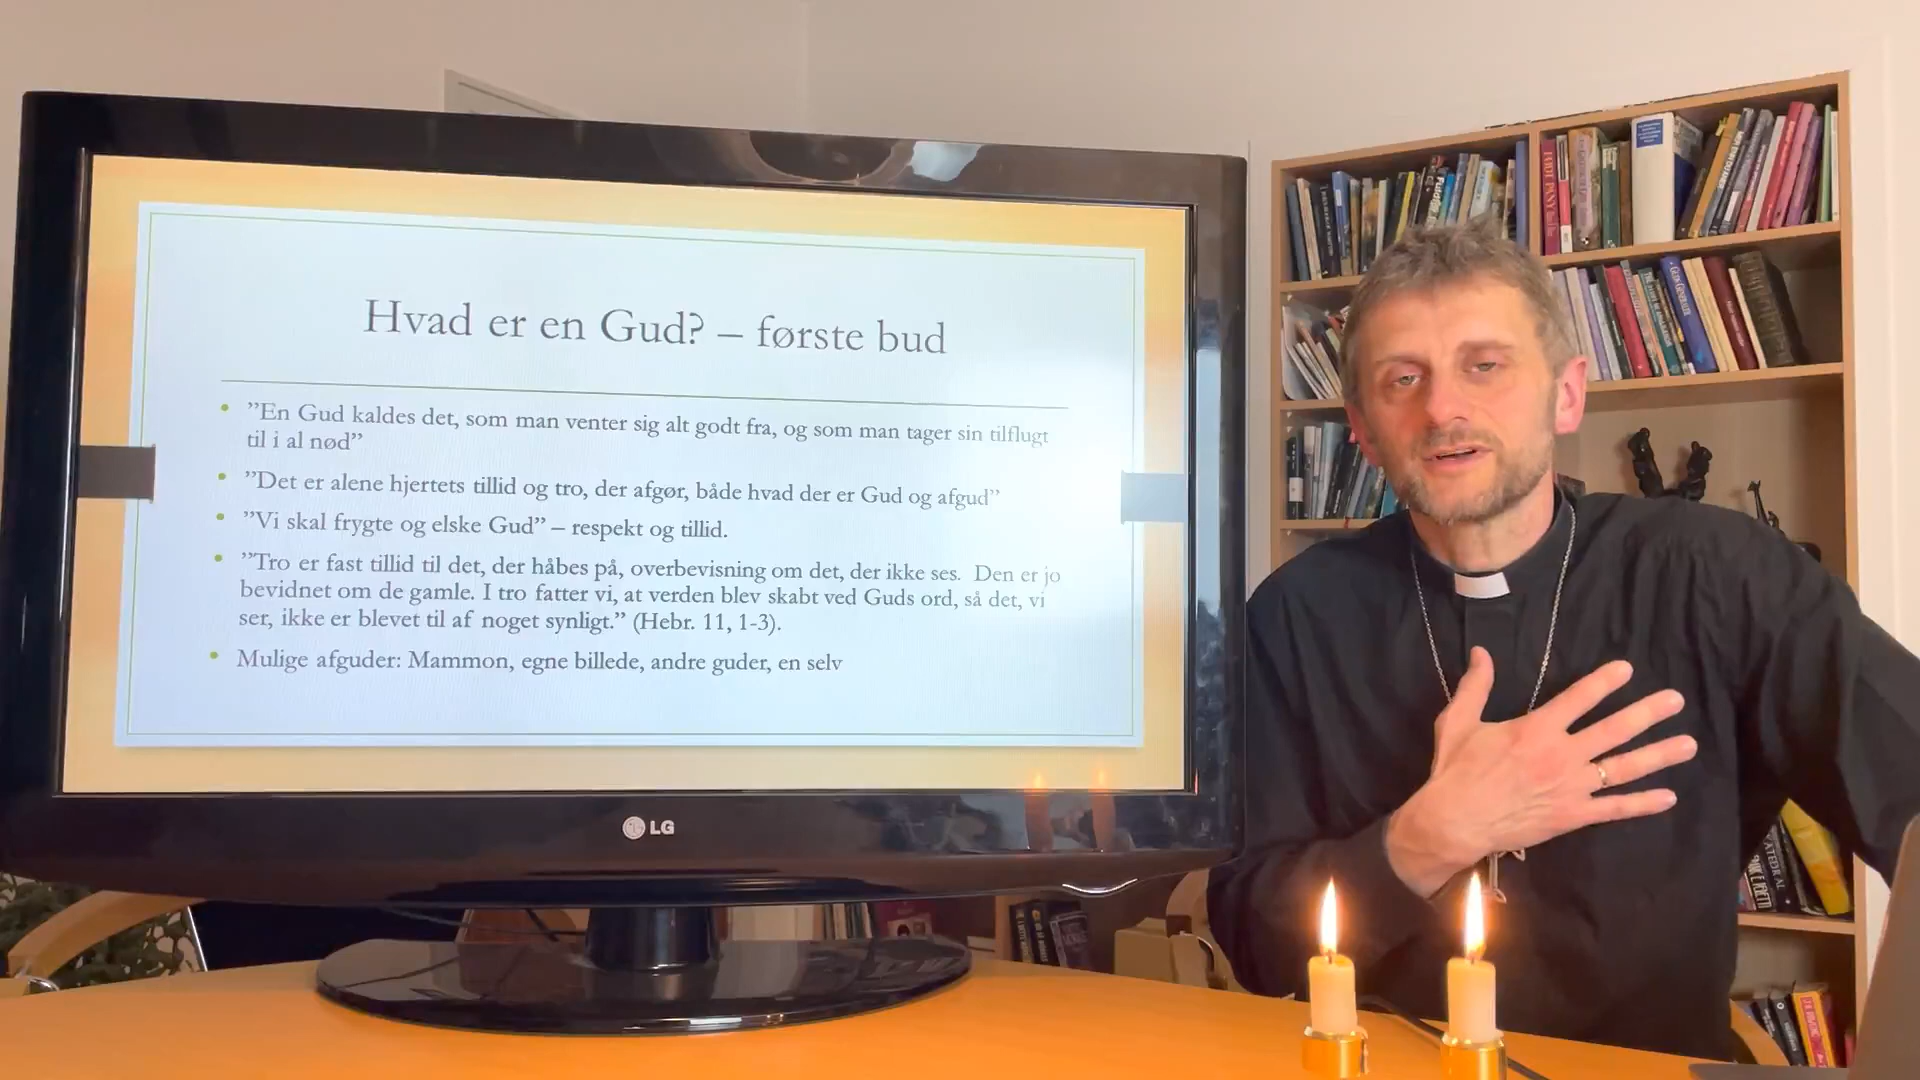 Hvad er en Gud? – første bud
”En Gud kaldes det, som man venter sig alt godt fra, og som man tager sin tilflugt
til i al nød”
”Det er alene hjertets tillid og tro, der afgør, både hvad der er Gud og afgud”
”Vi skal frygte og elske Gud” – respekt og tillid.
”Tro er fast tillid til det, der håbes på, overbevisning om det, der ikke ses. Den er jo
bevidnet om de gamle. I tro fatter vi, at verden blev skabt ved Guds ord, så det, vi
ser, ikke er blevet til af noget synligt.” (Hebr. 11, 1-3).
Mulige afguder: Mammon, egne billede, andre guder, en selv
LG